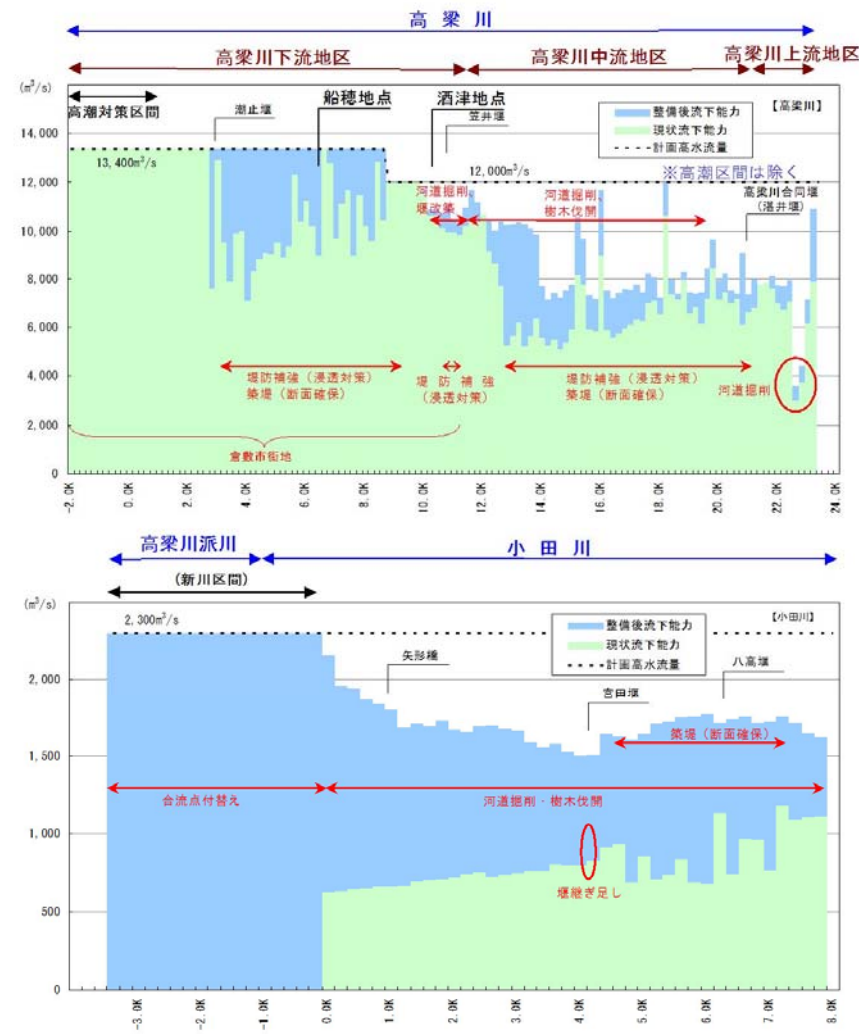 高梁川
高梁川下流地区
高梁川中流地区
高梁川上流地区
(m³/s)
高潮対策区間
潮止堰
船穂地点
酒津地点
笠井堰
整備後流下能力
現状流下能力
計画高水流量
【高梁川】
14,000
13,400m³/s
12,000m³/s
※高潮区間は除く
12,000
河道掘削、
堰改築
河道掘削、
樹木伐開
高梁川合同堰
(湛井堰)
10,000
8,000
6,000
堤防補強(浸透対策)
築堤(断面確保)
堤防補強
(浸透対策)
堤防補強(浸透対策)
築堤(断面確保)
河道掘削
4,000
2,000
倉敷市街地
0
-2.0K
0.0K
2.0K
4.0K
6.0K
8.0K
10.0K
12.0K
14.0K
16.0K
18.0K
20.0K
22.0K
24.0K
高梁川派川
小田川
(新川区間)
(m³/s)
2,300m³/s
整備後流下能力
現状流下能力
計画高水流量
【小田川】
矢形橋
宮田堰
八高堰
2,000
築堤(断面確保)
1,500
合流点付替え
河道掘削・樹木伐開
1,000
堰継ぎ足し
500
0
-3.0K
-2.0K
-1.0K
0.0K
1.0K
2.0K
3.0K
4.0K
5.0K
6.0K
7.0K
8.0K